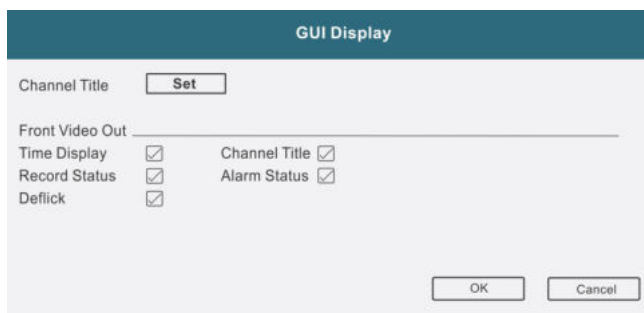 GUI Display
Channel Title Set
Front Video Out
Time Display Channel Title
Record Status Alarm Status
Deflick
OK Cancel